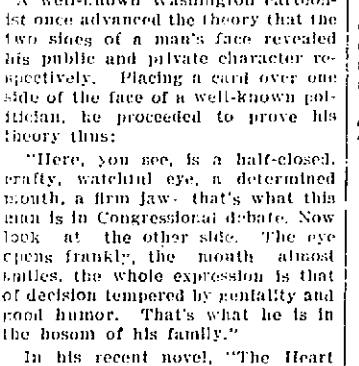 A well-known Washington cartoon-
ist once advanced the theory that the
two sides of a man's face revealed
his public and private character re-
spectively. Placing a card over one
side of the face of a well-known pol-
itician, he proceeded to prove his
theory thus:
"Here, you see, is a half-closed,
crafty, watchful eye, a determined
mouth, a firm jaw- that's what this
man is in Congressional debate. Now
look at the other side. The eye
opens frankly, the mouth almost
smiles, the whole expression is that
of decision tempered by geniality and
good humor. That's what he is in
the bosom of his family."
In his recent novel, "The Heart